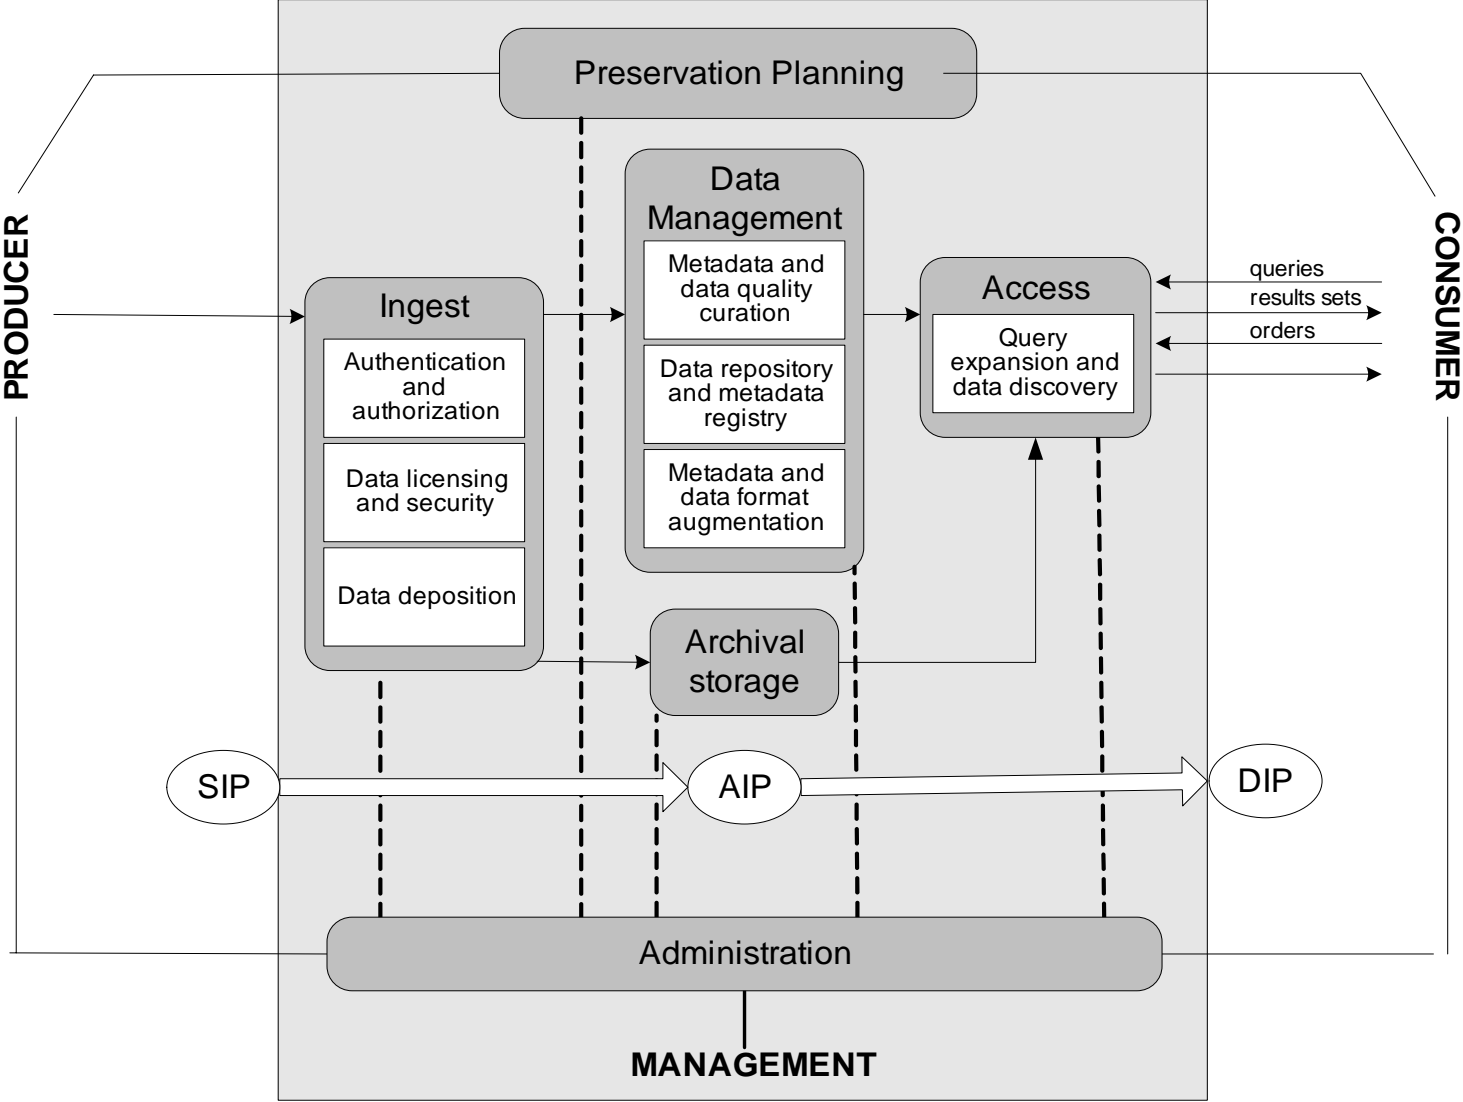 Preservation Planning
PRODUCER
Ingest
Authentication
and
authorization
Data licensing
and security
Data deposition
Data
Management
Metadata and
data quality
curation
Data repository
and metadata
registry
Metadata and
data format
augmentation
Archival
storage
Access
Query
expansion and
data discovery
queries
results sets
orders
CONSUMER
SIP
AIP
DIP
Administration
MANAGEMENT